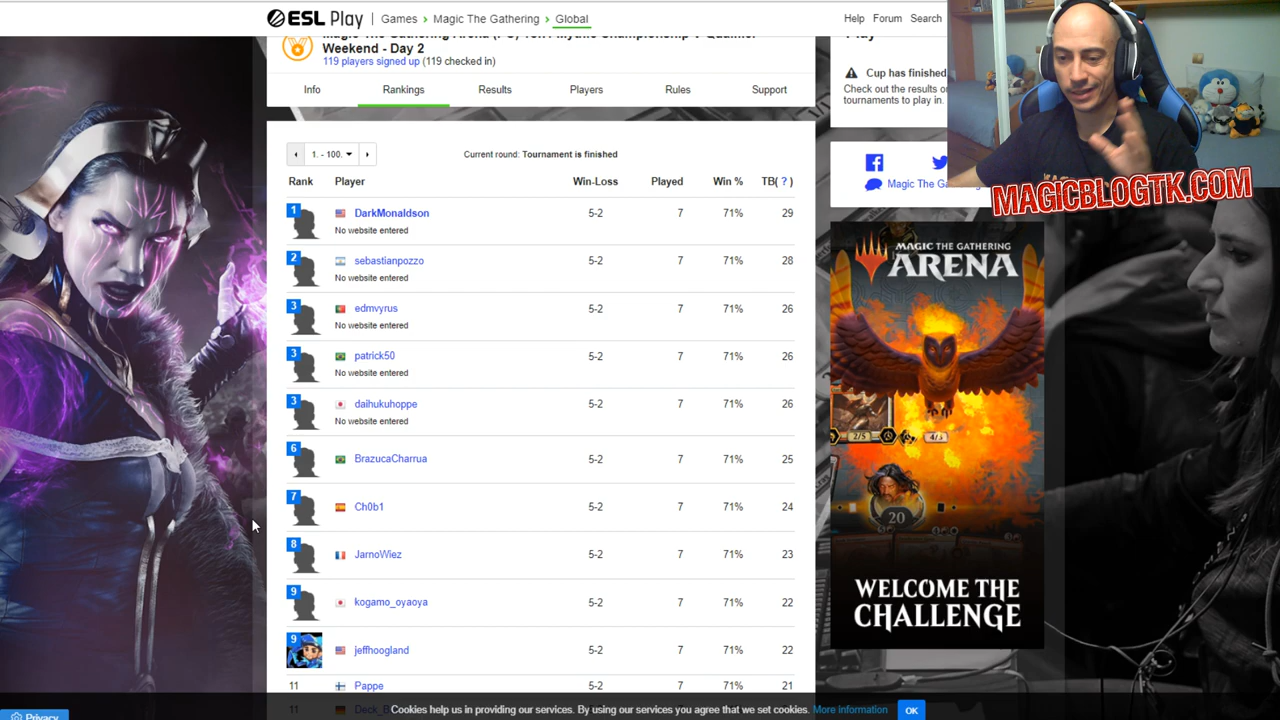 ESL Play | Games > Magic The Gathering > Global
Help Forum Search
Weekend - Day 2
119 players signed up (119 checked in)
Info Rankings Results Players Rules Support
1. - 100.
Current round: Tournament is finished
Rank Player Win-Loss Played Win % TB( ? )
1 DarkMonaldson 5-2 7 71% 29
No website entered
2 sebastianpozzo 5-2 7 71% 28
No website entered
3 edmvyrus 5-2 7 71% 26
No website entered
3 patrick50 5-2 7 71% 26
No website entered
3 daihukuhoppe 5-2 7 71% 26
No website entered
6 BrazucaCharrua 5-2 7 71% 25
7 Ch0b1 5-2 7 71% 24
8 JarnoWiez 5-2 7 71% 23
9 kogamo_oyaoya 5-2 7 71% 22
9 jeffhoogland 5-2 7 71% 22
11 Pappe 5-2 7 71% 21
Cookies help us in providing our services. By using our services you agree that we set cookies. More information OK
Privacy
Cup has finished
Check out the results o
tournaments to play in.
Magic The Ga
MAGICBLOGTK.COM
MAGIC THE GATHERING
ARENA
2/5 4/3
20
WELCOME THE
CHALLENGE